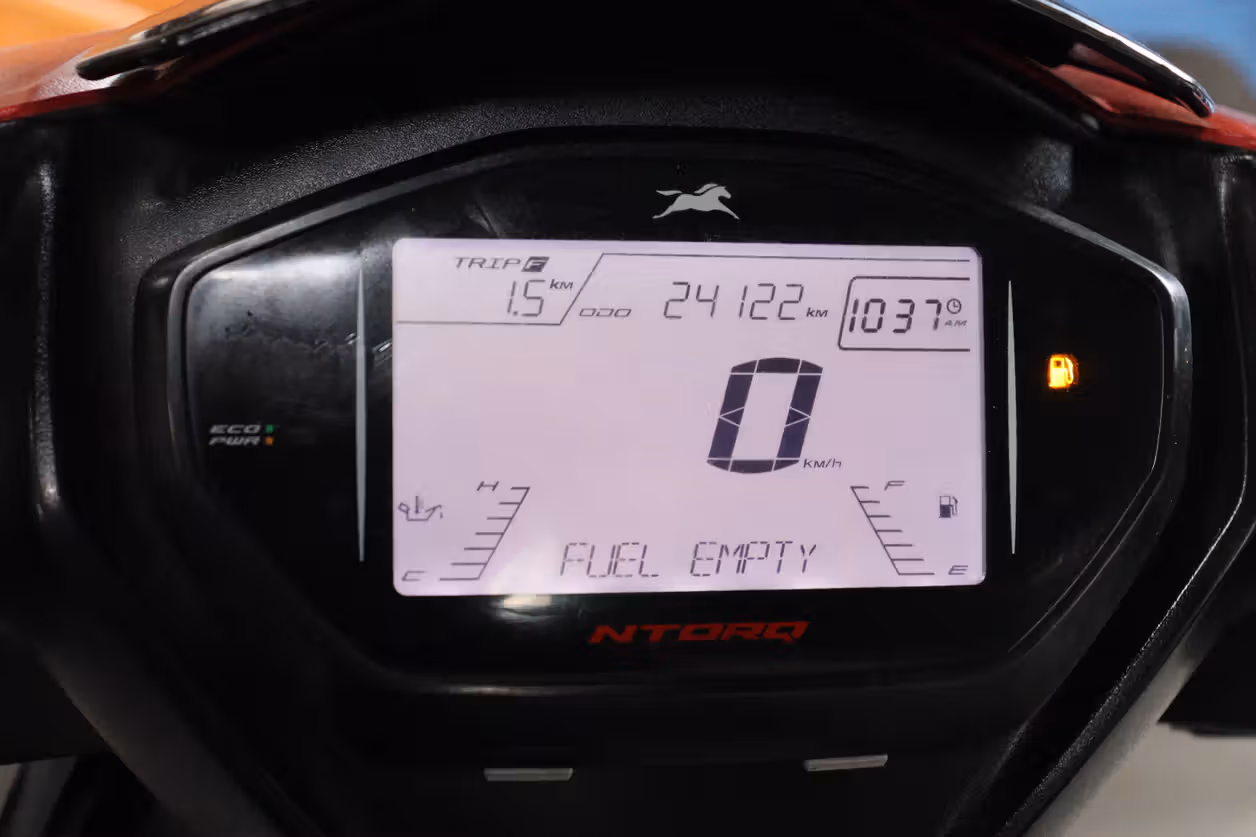 TRIP F
1.5 KM
ODO 24122 KM
1037 AM
0 KM/H
ECO
PWR
H
C
F
E
FUEL EMPTY
NTORQ